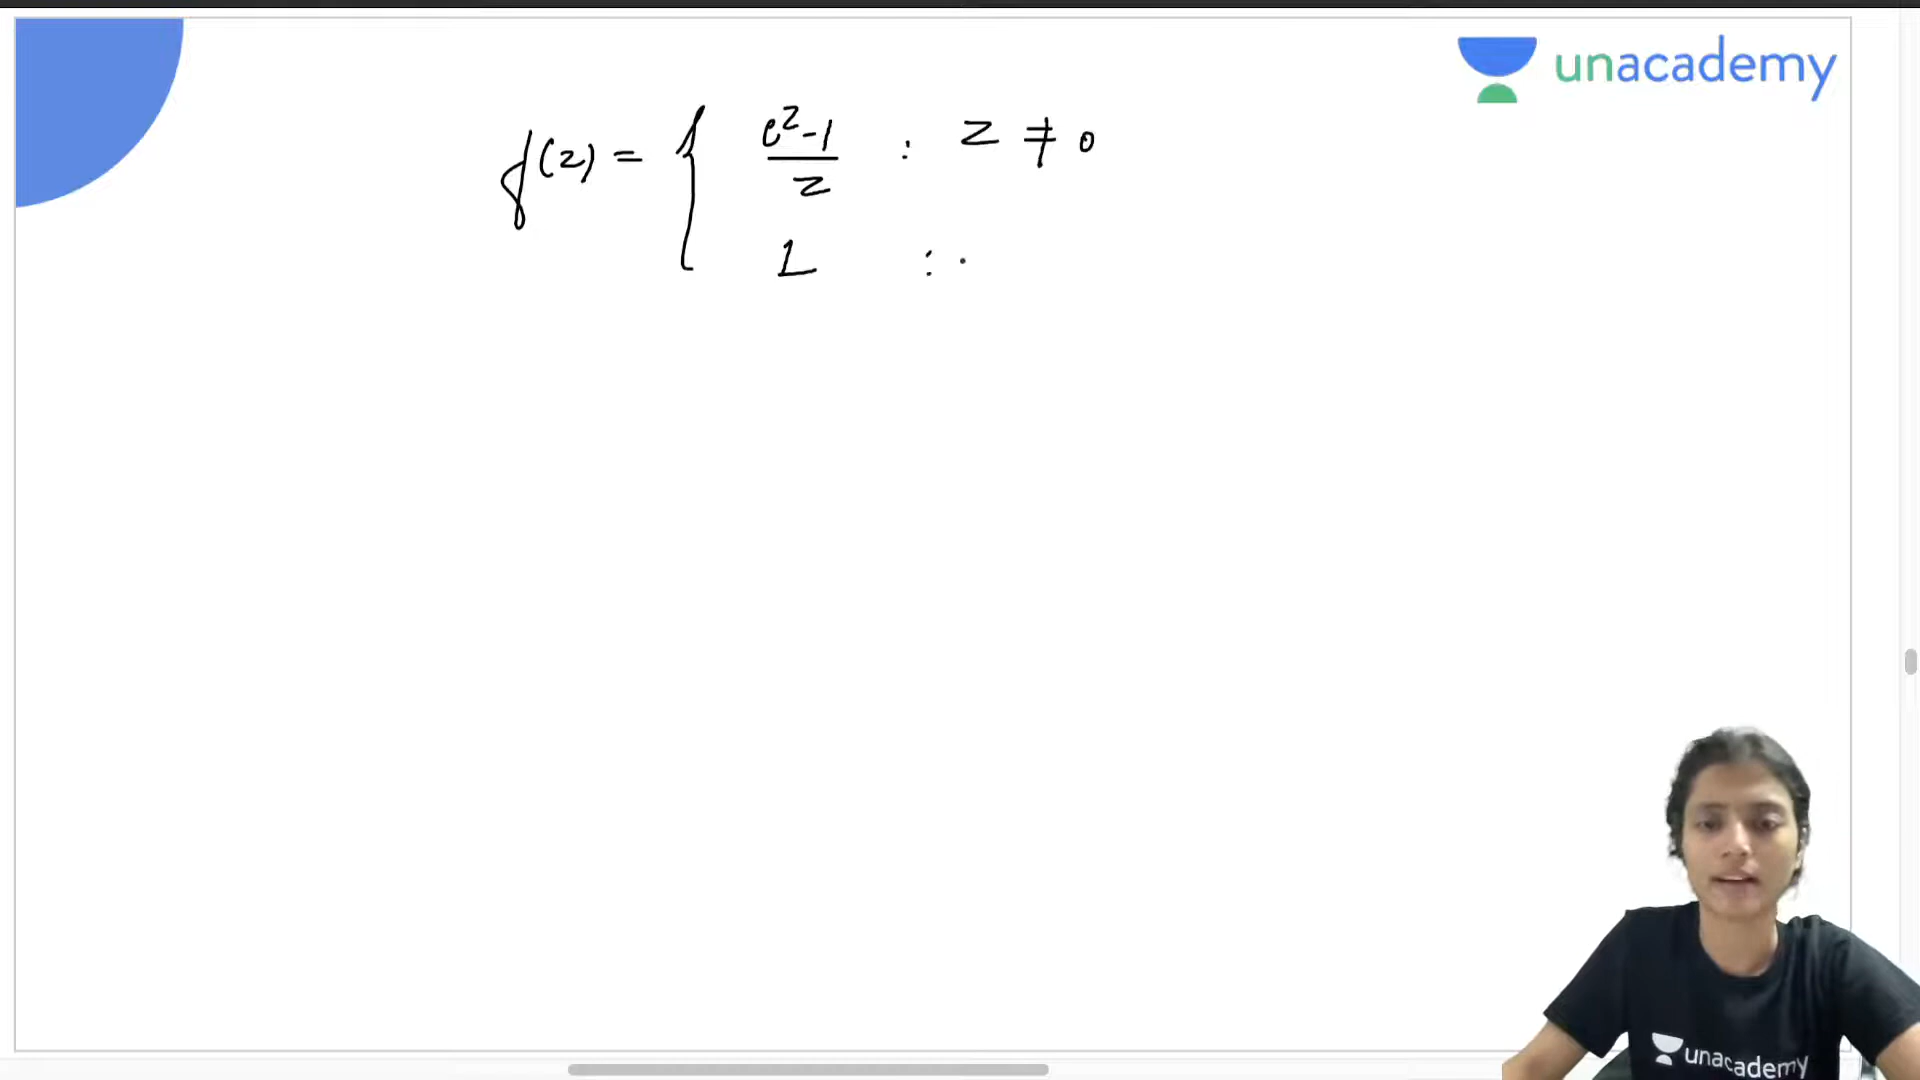 unacademy
f(z) = { e^z-1 / z : z ≠ 0
1 : .
unacademy